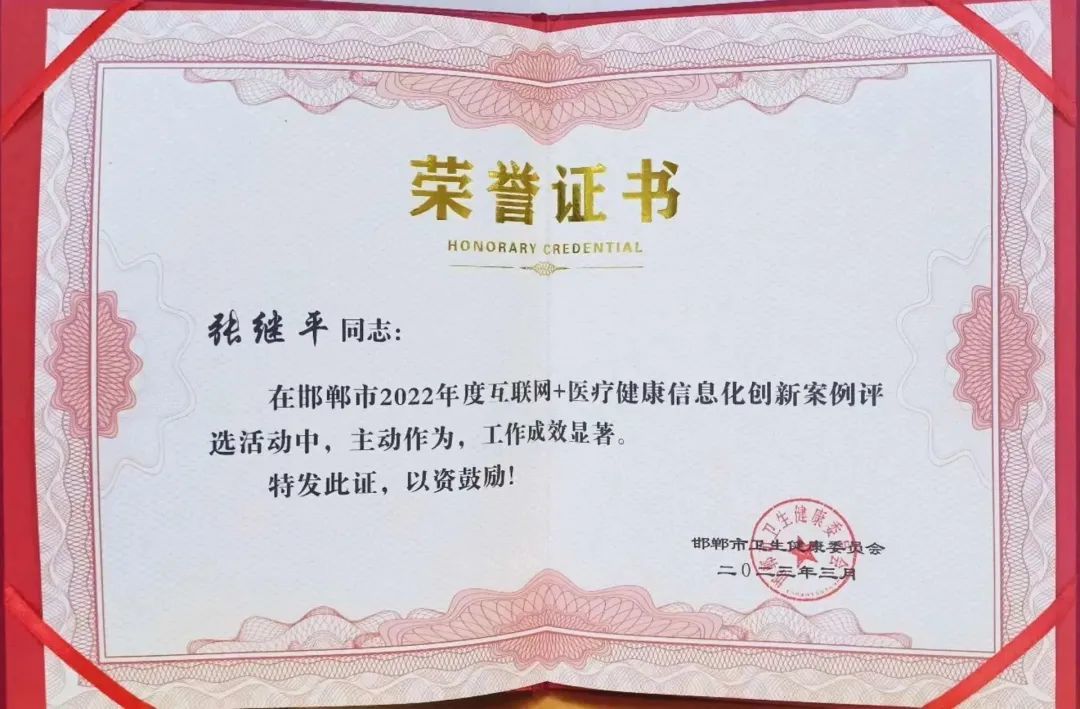 荣誉证书
HONORARY CREDENTIAL
张继平同志：
在邯郸市2022年度互联网+医疗健康信息化创新案例评
选活动中，主动作为，工作成效显著。
特发此证，以资鼓励！
邯郸市卫生健康委员会
二〇二三年三月